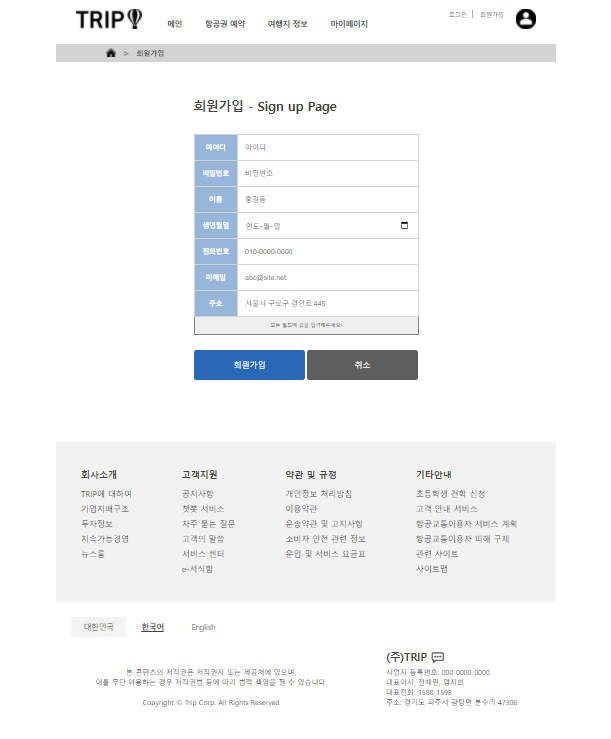 TRIP
메인
항공권 예약
여행지 정보
마이페이지
로그인 | 회원가입
> 회원가입
회원가입 - Sign up Page
아이디 아이디
비밀번호 비밀번호
이름 홍길동
생년월일 연도-월-일
전화번호 010-0000-0000
이메일 abc@site.net
주소 서울시 구로구 경인로 445
모든 필드에 값을 입력해주세요!
회원가입
취소
회사소개
TRIP에 대하여
기업지배구조
투자정보
지속가능경영
뉴스룸
고객지원
공지사항
챗봇 서비스
자주 묻는 질문
고객의 말씀
서비스 센터
e-서식함
약관 및 규정
개인정보 처리방침
이용약관
운송약관 및 고지사항
소비자 안전 관련 정보
운임 및 서비스 요금표
기타안내
초등학생 견학 신청
고객 안내 서비스
항공교통이용자 서비스 계획
항공교통이용자 피해 구제
관련 사이트
사이트맵
대한민국
한국어
English
본 콘텐츠의 저작권은 저작권자 또는 제공처에 있으며,
이를 무단 이용하는 경우 저작권법 등에 따라 법적 책임을 질 수 있습니다.
Copyright © Trip Corp. All Rights Reserved
(주)TRIP
사업자 등록번호: 000-0000-0000
대표이사: 전채린, 염지희
대표전화: 1588-1598
주소: 경기도 파주시 광탄면 분수리 47306